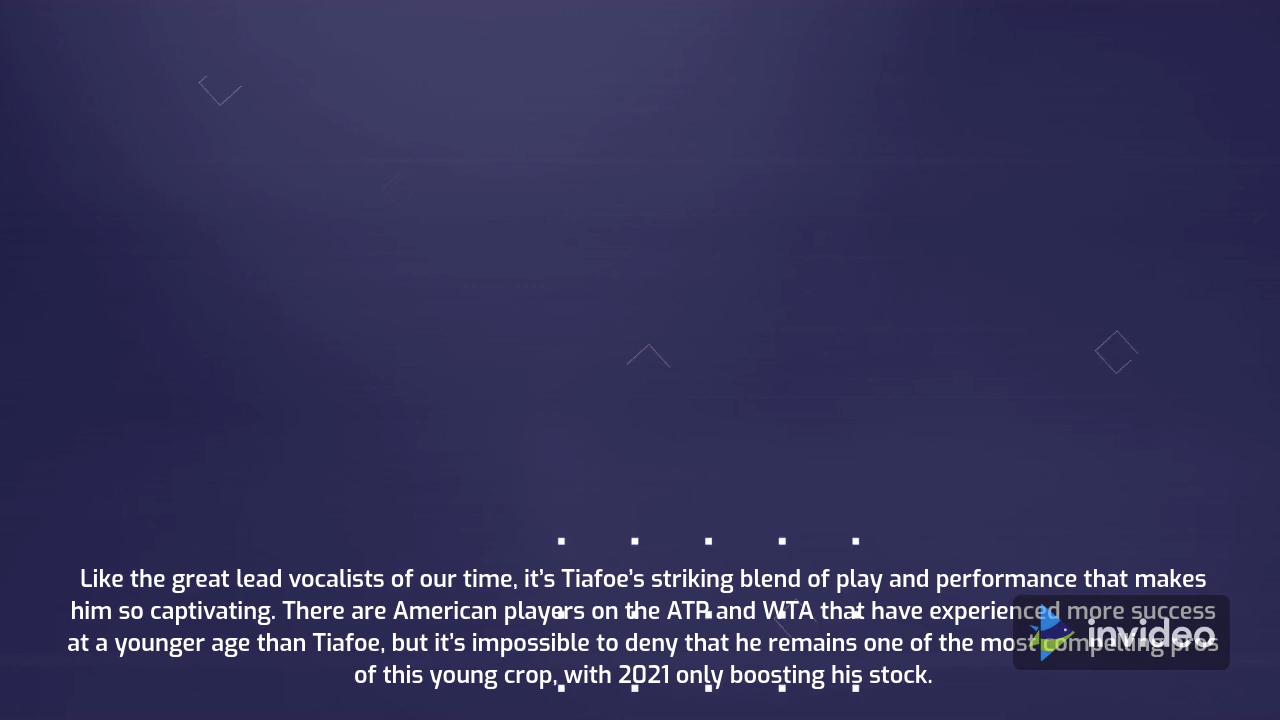 Like the great lead vocalists of our time, it's Tiafoe's striking blend of play and performance that makes
him so captivating. There are American players on the ATP and WTA that have experienced more success
at a younger age than Tiafoe, but it's impossible to deny that he remains one of the most compelling pros
of this young crop, with 2021 only boosting his stock.
invideo